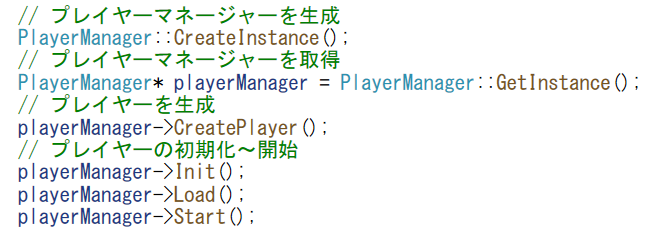 // プレイヤーマネージャーを生成
PlayerManager::CreateInstance();
// プレイヤーマネージャーを取得
PlayerManager* playerManager = PlayerManager::GetInstance();
// プレイヤーを生成
playerManager->CreatePlayer();
// プレイヤーの初期化～開始
playerManager->Init();
playerManager->Load();
playerManager->Start();